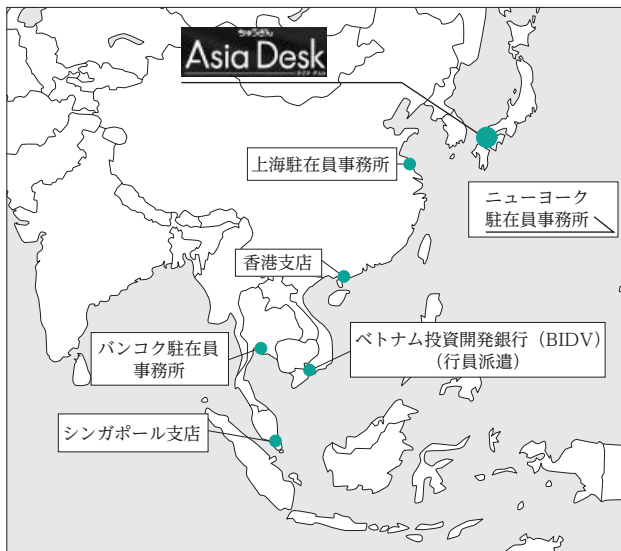 ちゅうぎん
Asia Desk
アジア デスク
上海駐在員事務所
ニューヨーク
駐在員事務所
香港支店
バンコク駐在員
事務所
ベトナム投資開発銀行（BIDV）
（行員派遣）
シンガポール支店